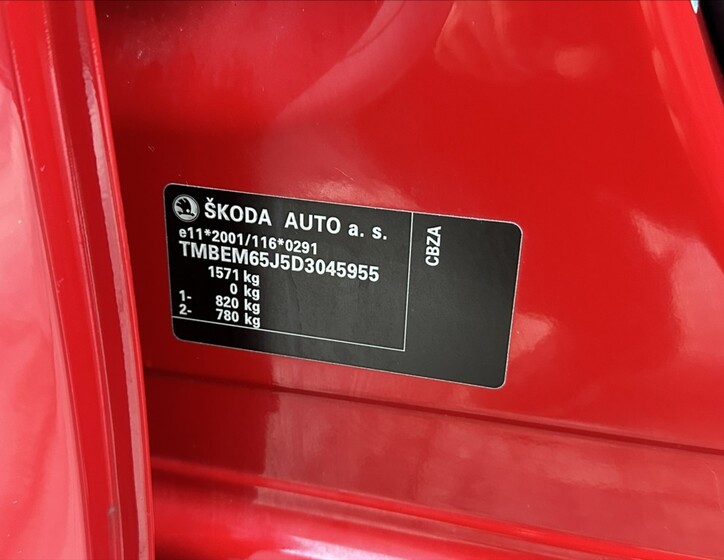 ŠKODA AUTO a. s.
e11*2001/116*0291
TMBEM65J5D3045955
1571 kg
0 kg
1- 820 kg
2- 780 kg
CBZA